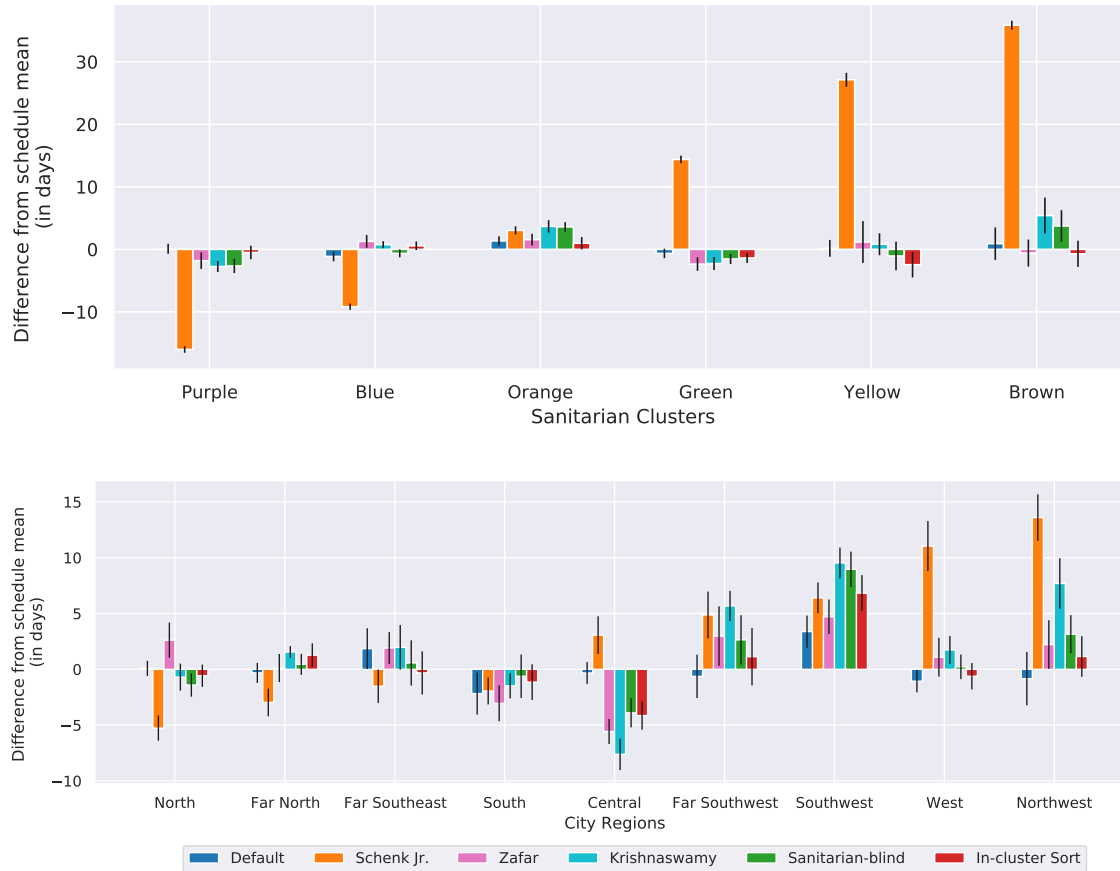 Difference from schedule mean
(in days)
30
20
10
0
−10
Purple Blue Orange Green Yellow Brown
Sanitarian Clusters
Difference from schedule mean
(in days)
15
10
5
0
−5
−10
North Far North Far Southeast South Central Far Southwest Southwest West Northwest
City Regions
Default Schenk Jr. Zafar Krishnaswamy Sanitarian-blind In-cluster Sort